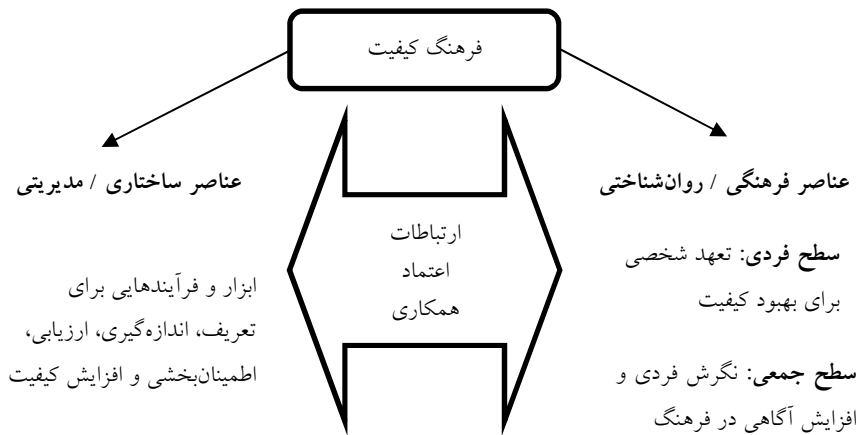 فرهنگ کیفیت
عناصر فرهنگی / روان‌شناختی
سطح فردی: تعهد شخصی
برای بهبود کیفیت
سطح جمعی: نگرش فردی و
افزایش آگاهی در فرهنگ
ارتباطات
اعتماد
همکاری
عناصر ساختاری / مدیریتی
ابزار و فرآیندهایی برای
تعریف، اندازه‌گیری، ارزیابی،
اطمینان‌بخشی و افزایش کیفیت